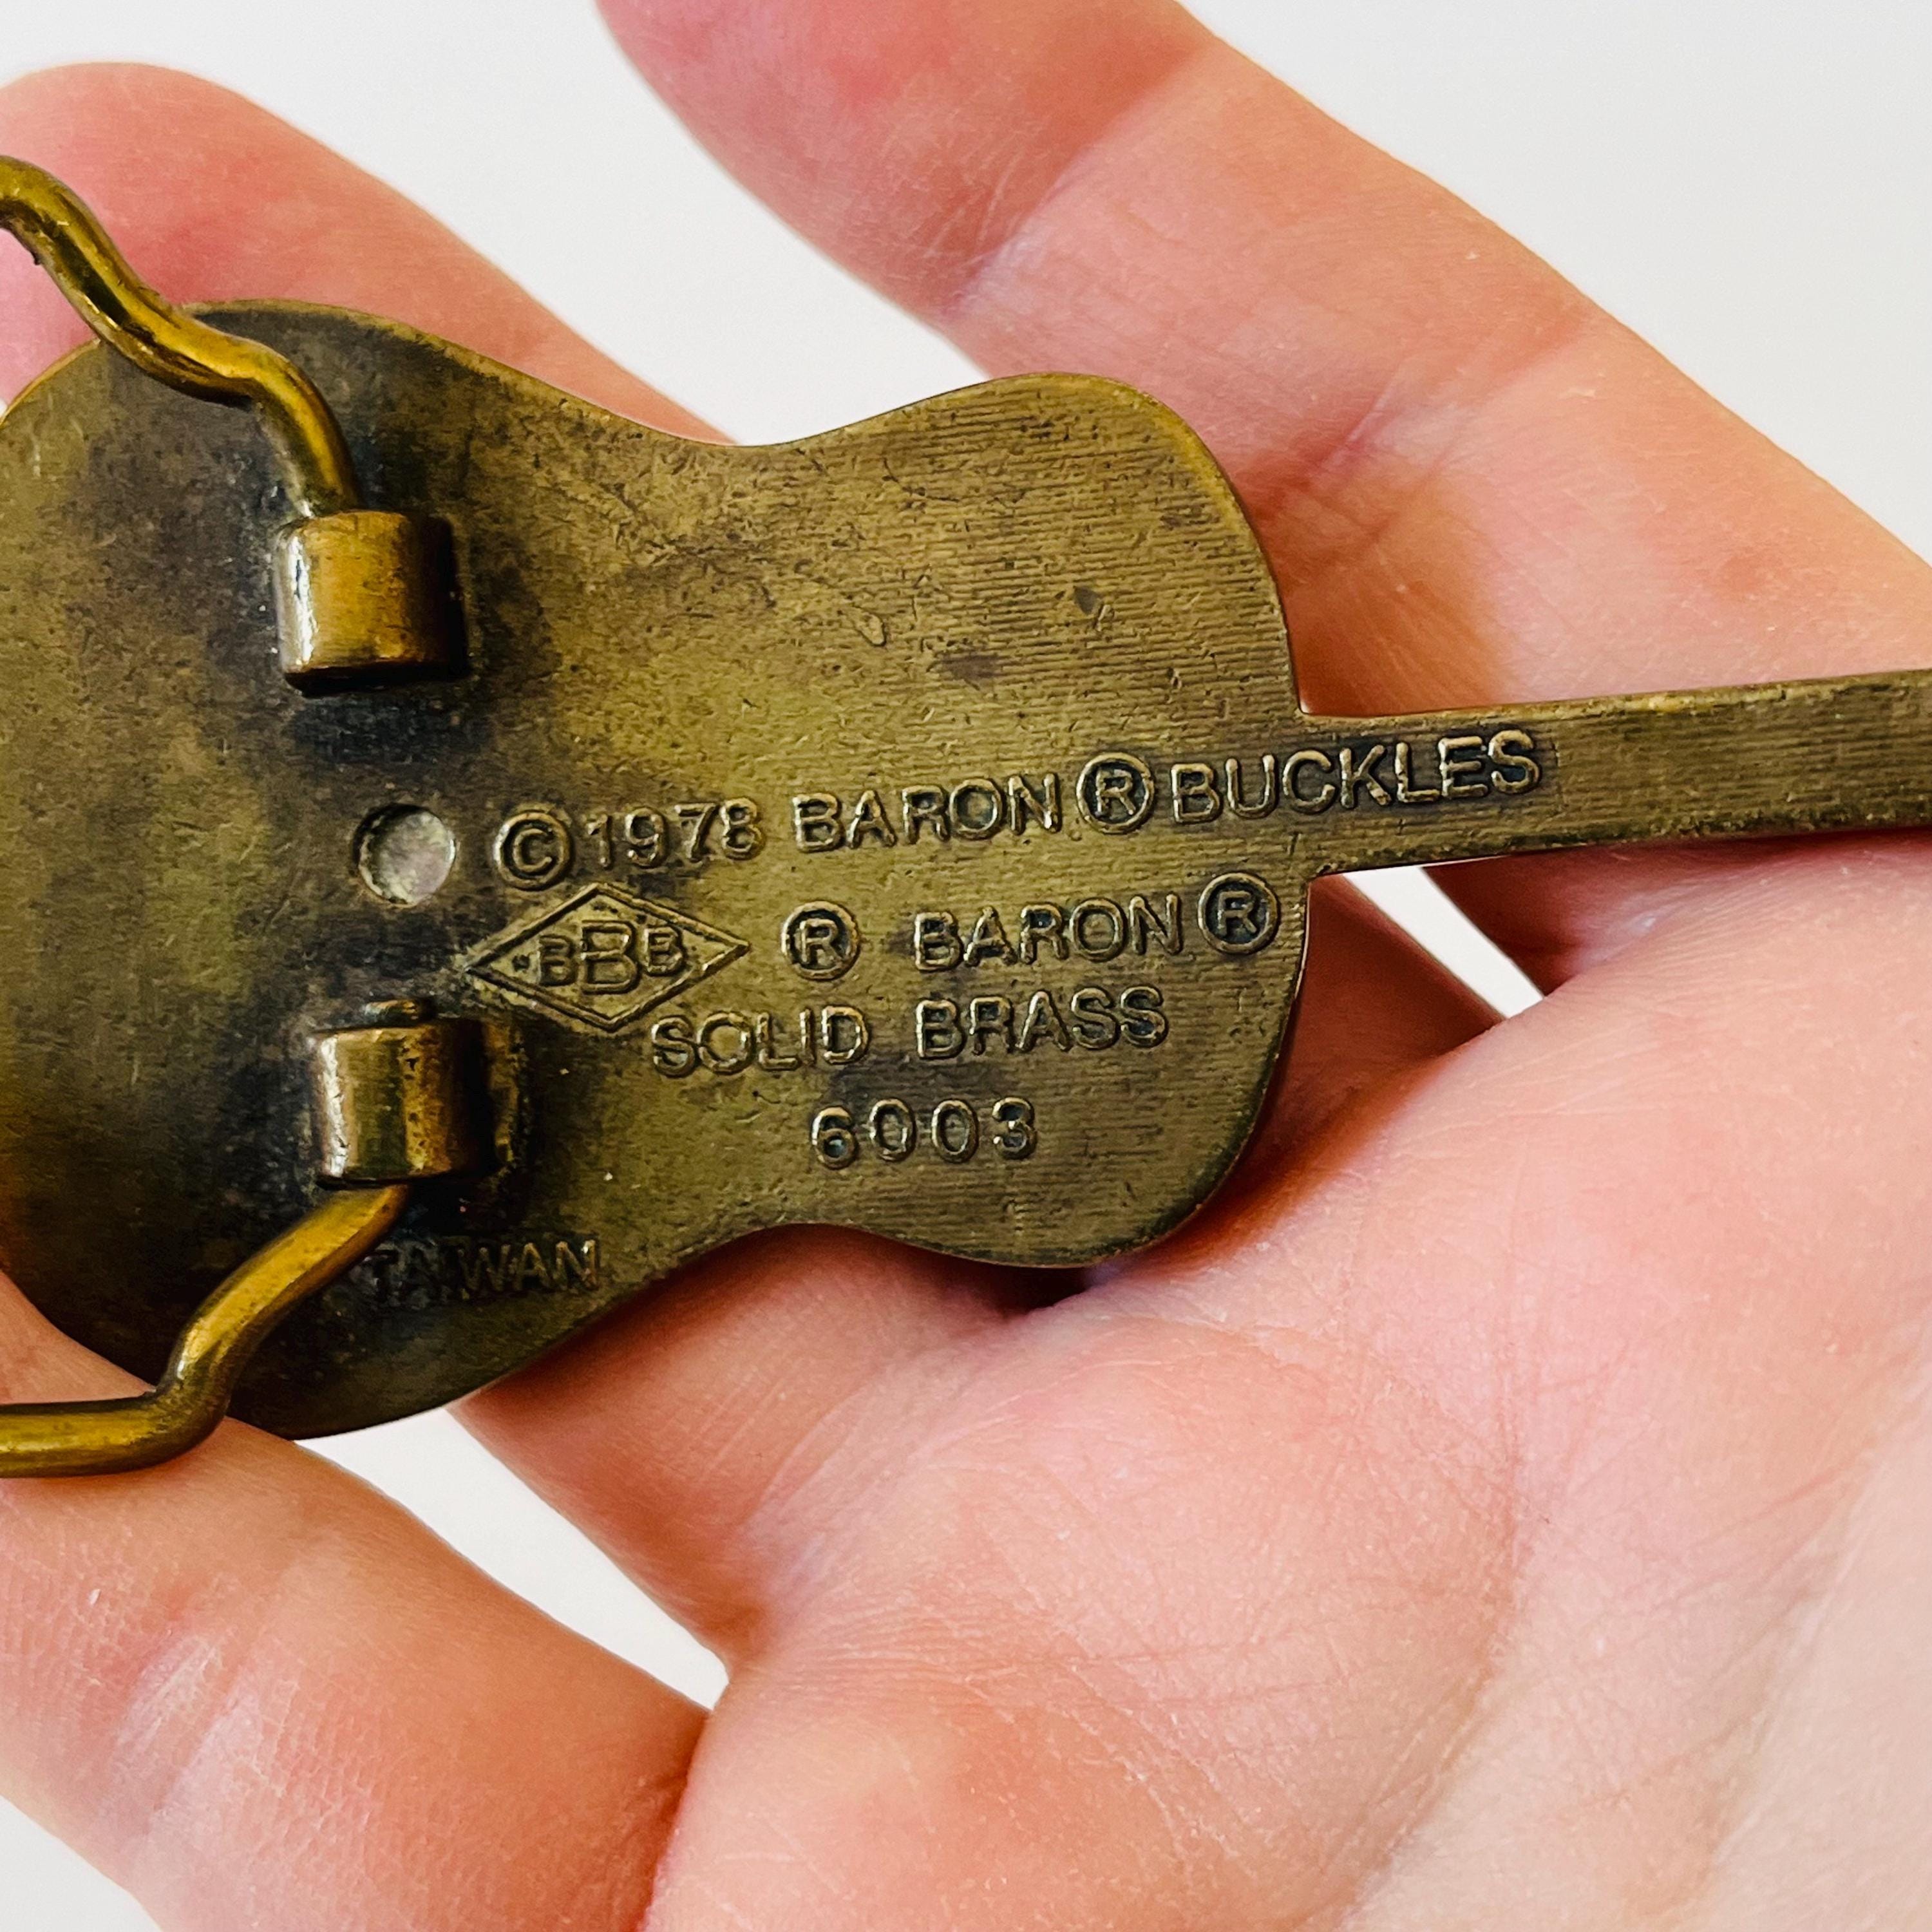 ©1978 BARON® BUCKLES
BBB ® BARON®
SOLID BRASS
6003
TAIWAN